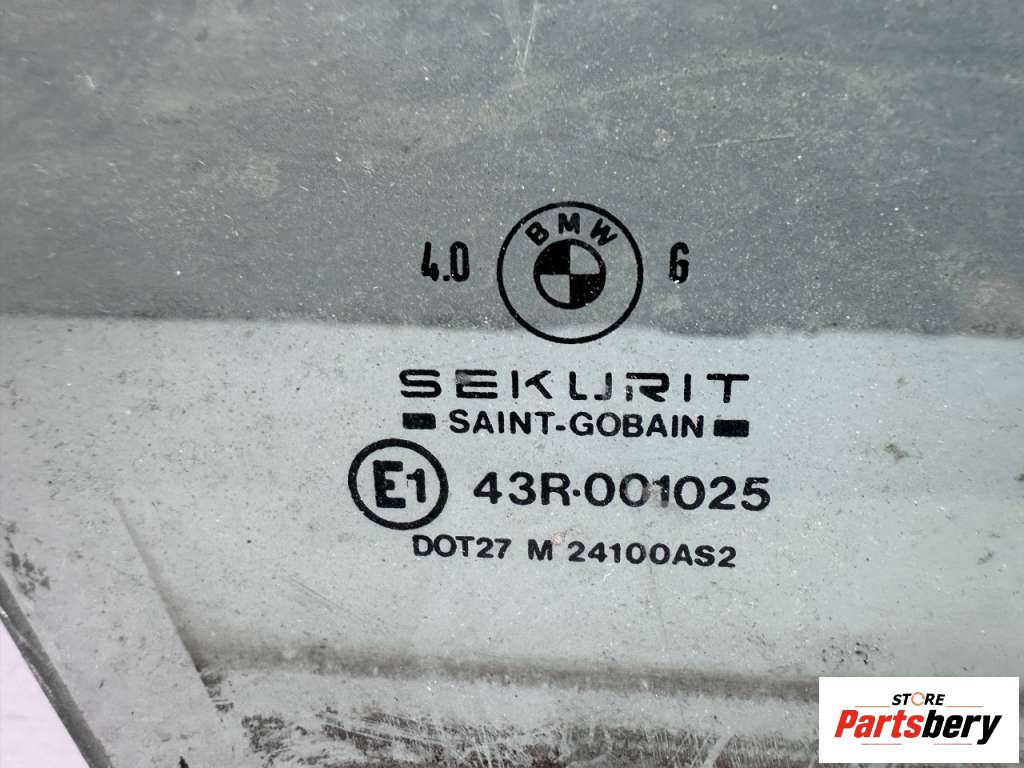 BMW
4.0 6
SEKURIT
SAINT-GOBAIN
E1 43R-001025
DOT27 M 24100AS2
STORE
Partsbery